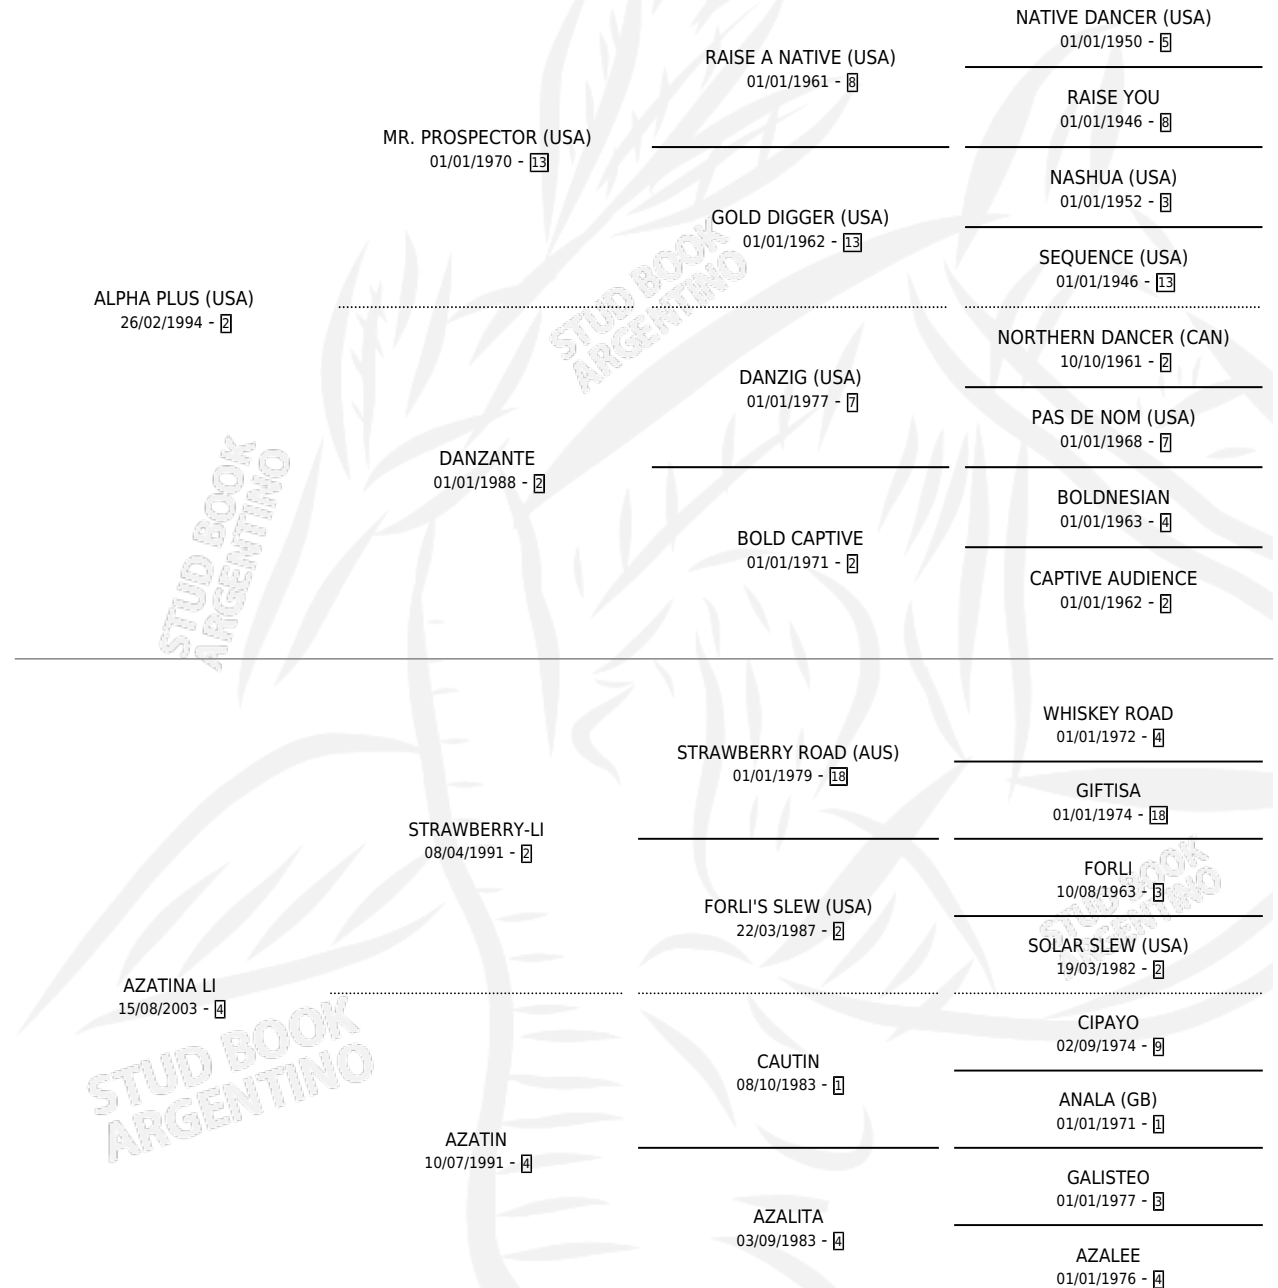 NATIVE DANCER (USA)
01/01/1950 - 5
RAISE A NATIVE (USA)
01/01/1961 - 8
RAISE YOU
01/01/1946 - 8
MR. PROSPECTOR (USA)
01/01/1970 - 13
NASHUA (USA)
01/01/1952 - 3
GOLD DIGGER (USA)
01/01/1962 - 13
SEQUENCE (USA)
01/01/1946 - 13
ALPHA PLUS (USA)
26/02/1994 - 2
NORTHERN DANCER (CAN)
10/10/1961 - 2
DANZIG (USA)
01/01/1977 - 7
PAS DE NOM (USA)
01/01/1968 - 7
DANZANTE
01/01/1988 - 2
BOLDNESIAN
01/01/1963 - 4
BOLD CAPTIVE
01/01/1971 - 2
CAPTIVE AUDIENCE
01/01/1962 - 2
WHISKEY ROAD
01/01/1972 - 4
STRAWBERRY ROAD (AUS)
01/01/1979 - 18
GIFTISA
01/01/1974 - 18
STRAWBERRY-LI
08/04/1991 - 2
FORLI
10/08/1963 - 3
FORLI'S SLEW (USA)
22/03/1987 - 2
SOLAR SLEW (USA)
19/03/1982 - 2
AZATINA LI
15/08/2003 - 4
CIPAYO
02/09/1974 - 9
CAUTIN
08/10/1983 - 1
ANALA (GB)
01/01/1971 - 1
AZATIN
10/07/1991 - 4
GALISTEO
01/01/1977 - 3
AZALITA
03/09/1983 - 4
AZALEE
01/01/1976 - 4
STUD BOOK
ARGENTINO
STUD BOOK
ARGENTINO
STUD BOOK
ARGENTINO
STUD BOOK
ARGENTINO